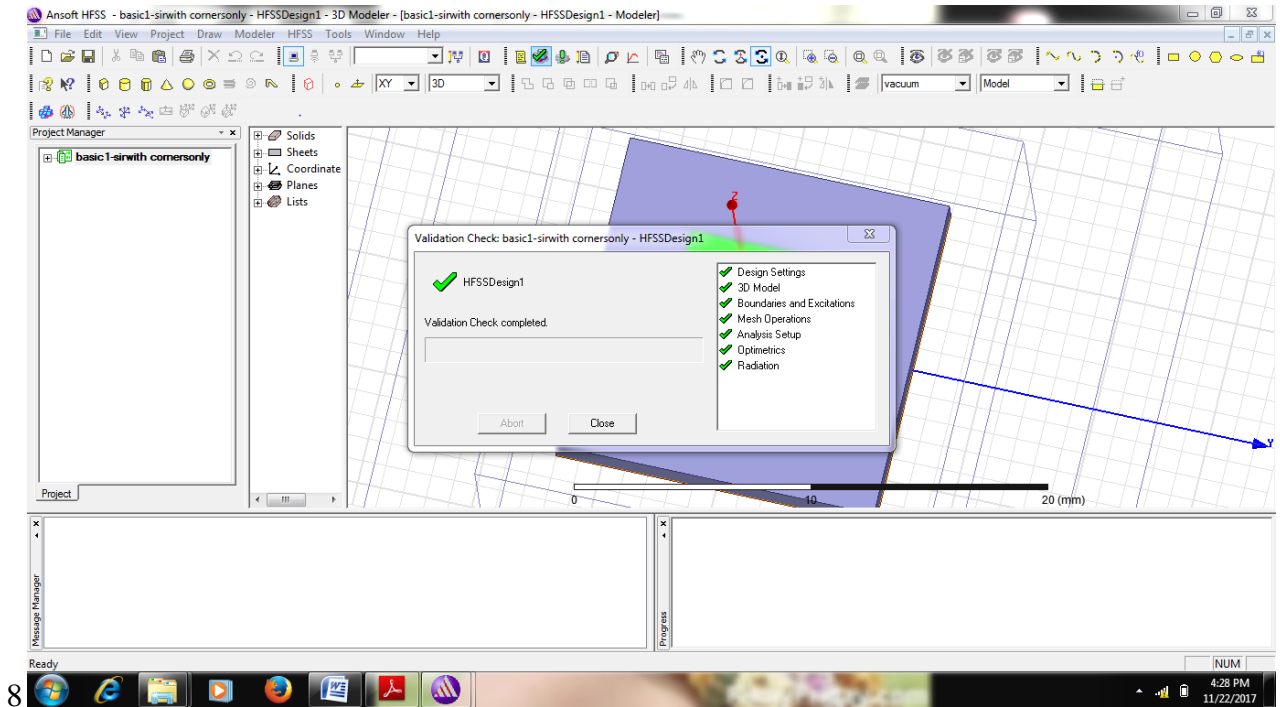 Ansoft HFSS - basic1-sirwith cornersonly - HFSSDesign1 - 3D Modeler - [basic1-sirwith cornersonly - HFSSDesign1 - Modeler]
File Edit View Project Draw Modeler HFSS Tools Window Help
XY 3D vacuum Model
Project Manager
basic1-sirwith cornersonly
Project
Solids
Sheets
Coordinate
Planes
Lists
Z
Validation Check: basic1-sirwith cornersonly - HFSSDesign1
HFSSDesign1
Validation Check completed.
Abort Close
Design Settings
3D Model
Boundaries and Excitations
Mesh Operations
Analysis Setup
Optimetrics
Radiation
Y
0 10 20 (mm)
Message Manager
Progress
Ready NUM
4:28 PM
11/22/2017
8